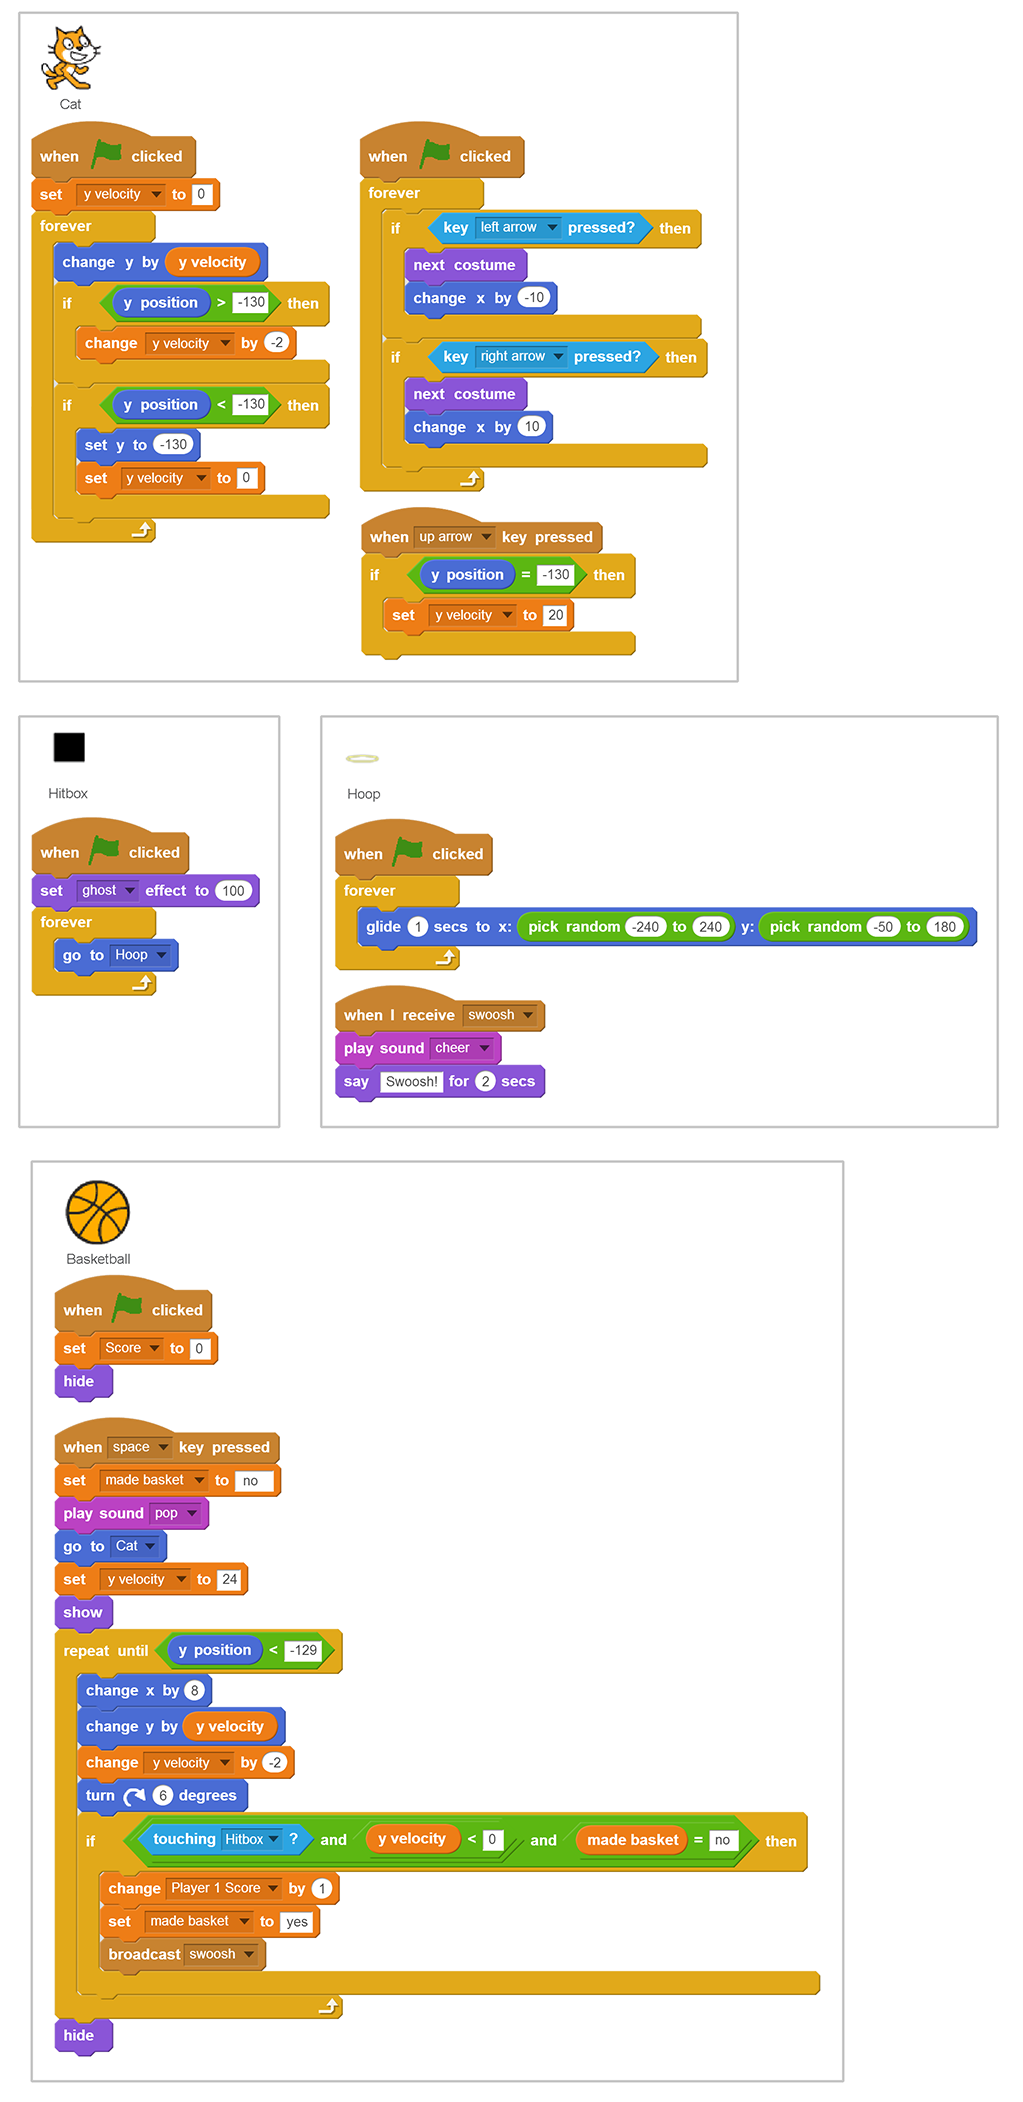 Cat
when clicked
set y velocity to 0
forever
change y by y velocity
if y position > -130 then
change y velocity by -2
if y position < -130 then
set y to -130
set y velocity to 0
when clicked
forever
if key left arrow pressed? then
next costume
change x by -10
if key right arrow pressed? then
next costume
change x by 10
when up arrow key pressed
if y position = -130 then
set y velocity to 20
Hitbox
when clicked
set ghost effect to 100
forever
go to Hoop
Hoop
when clicked
forever
glide 1 secs to x: pick random -240 to 240 y: pick random -50 to 180
when I receive swoosh
play sound cheer
say Swoosh! for 2 secs
Basketball
when clicked
set Score to 0
hide
when space key pressed
set made basket to no
play sound pop
go to Cat
set y velocity to 24
show
repeat until y position < -129
change x by 8
change y by y velocity
change y velocity by -2
turn 6 degrees
if touching Hitbox ? and y velocity < 0 and made basket = no then
change Player 1 Score by 1
set made basket to yes
broadcast swoosh
hide